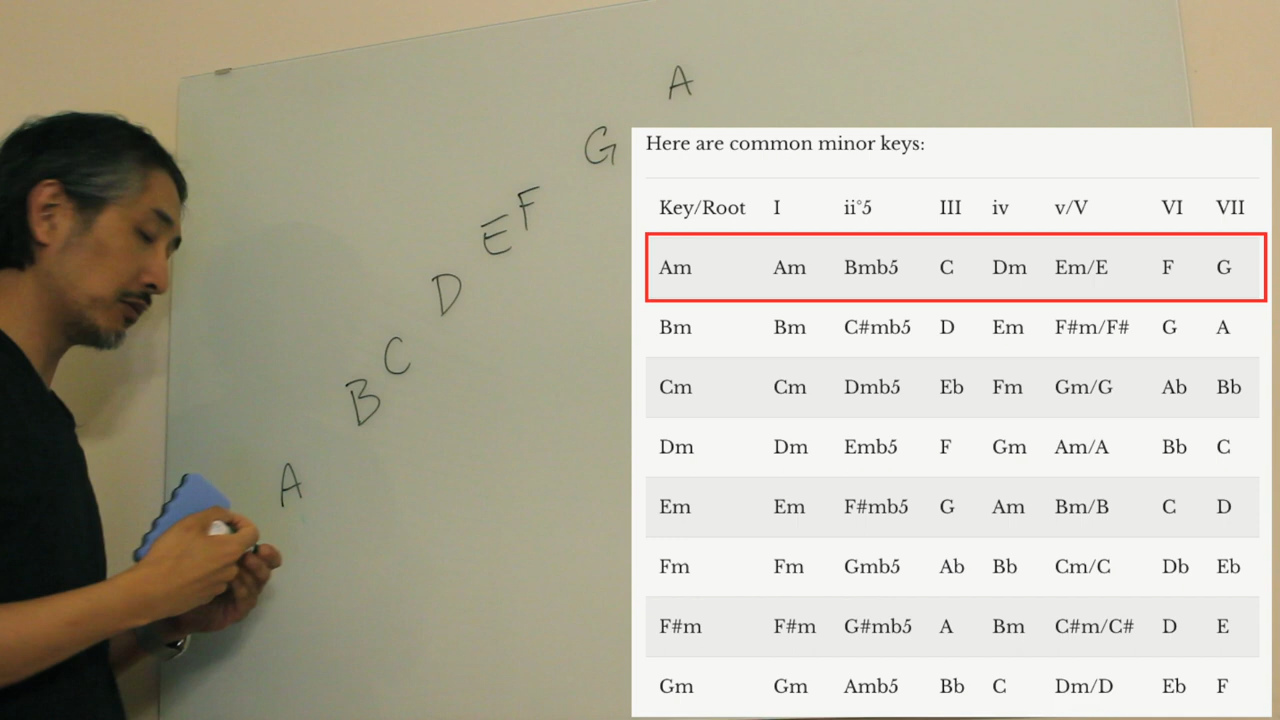 A
G
F
E
D
C
B
A
Here are common minor keys:
Key/Root I ii°5 III iv v/V VI VII
Am Am Bmb5 C Dm Em/E F G
Bm Bm C#mb5 D Em F#m/F# G A
Cm Cm Dmb5 Eb Fm Gm/G Ab Bb
Dm Dm Emb5 F Gm Am/A Bb C
Em Em F#mb5 G Am Bm/B C D
Fm Fm Gmb5 Ab Bb Cm/C Db Eb
F#m F#m G#mb5 A Bm C#m/C# D E
Gm Gm Amb5 Bb C Dm/D Eb F